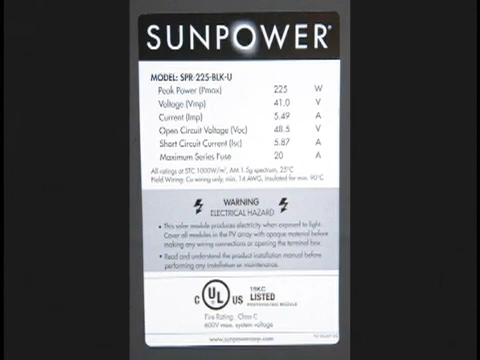 SUNPOWER®
MODEL: SPR-225-BLK-U
Peak Power (Pmax) 225 W
Voltage (Vmp) 41.0 V
Current (Imp) 5.49 A
Open Circuit Voltage (Voc) 48.5 V
Short Circuit Current (Isc) 5.87 A
Maximum Series Fuse 20 A
All ratings at STC 1000W/m², AM 1.5g spectrum, 25°C
Field Wiring: Cu wiring only, min. 14 AWG, insulated for min. 90°C
WARNING
ELECTRICAL HAZARD
• This solar module produces electricity when exposed to light.
Cover all modules in the PV array with opaque material before
making any wiring connections or opening the terminal box.
• Read and understand the product installation manual before
performing any installation or maintenance.
C UL US LISTED
PHOTOVOLTAIC MODULE
Fire Rating: Class C
600V max. system voltage
www.sunpowercorp.com